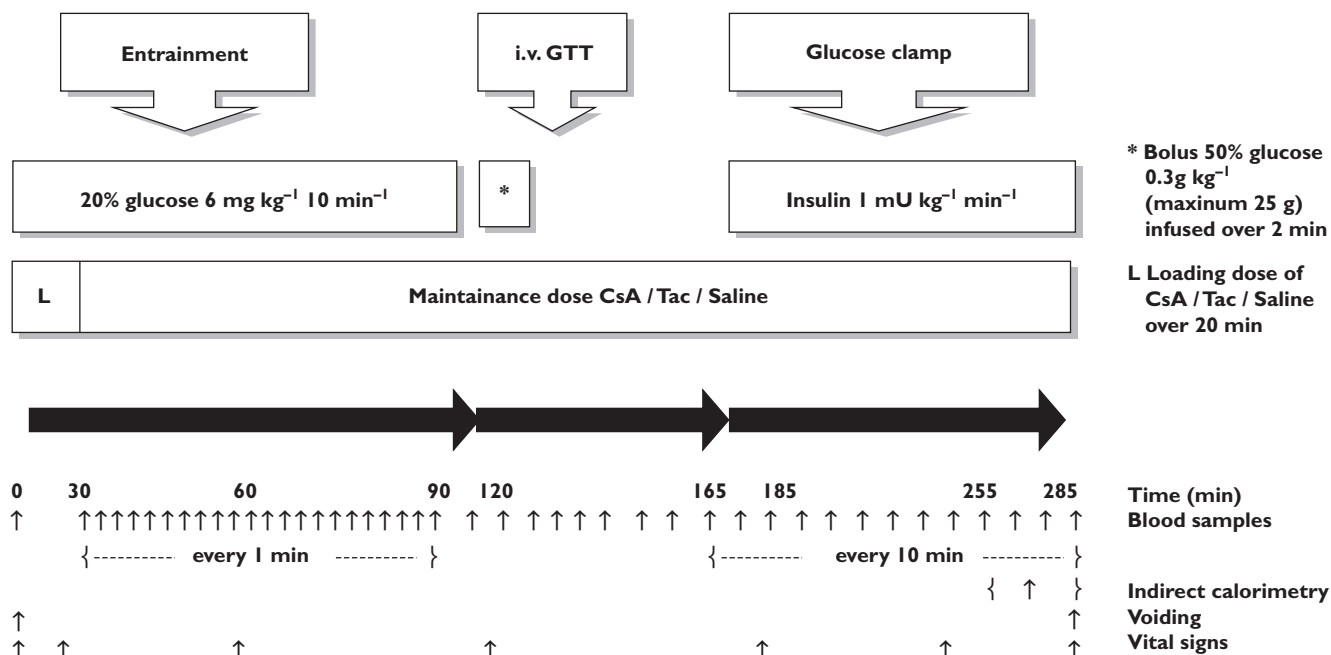 Entrainment
i.v. GTT
Glucose clamp
20% glucose 6 mg kg⁻¹ 10 min⁻¹
*
Insulin 1 mU kg⁻¹ min⁻¹
* Bolus 50% glucose
0.3g kg⁻¹
(maxinum 25 g)
infused over 2 min
L
Maintainance dose CsA / Tac / Saline
L Loading dose of
CsA / Tac / Saline
over 20 min
0 30 60 90 120 165 185 255 285 Time (min)
Blood samples
every 1 min
every 10 min
Indirect calorimetry
Voiding
Vital signs